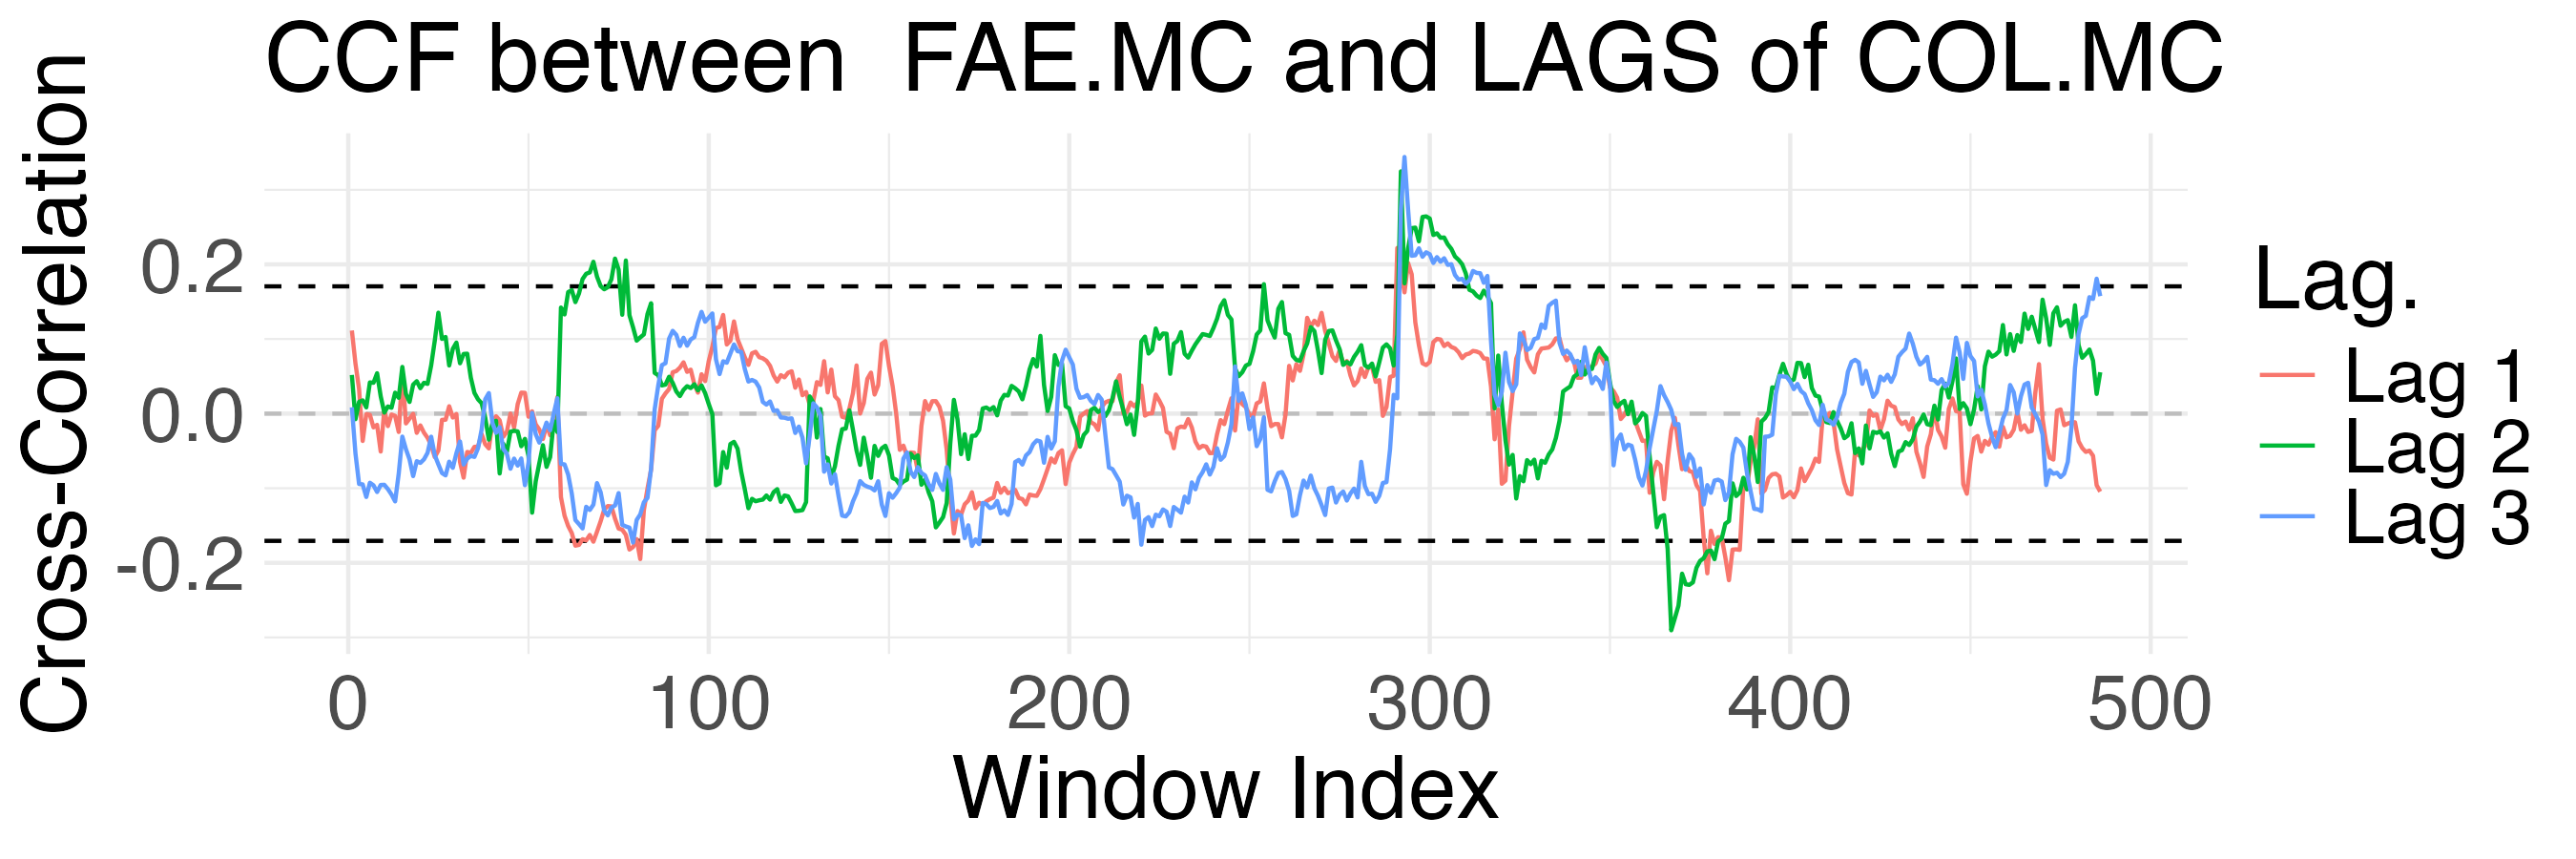 CCF between  FAE.MC and LAGS of COL.MC
Cross-Correlation
0.2
0.0
-0.2
0 100 200 300 400 500
Window Index
Lag.
Lag 1
Lag 2
Lag 3